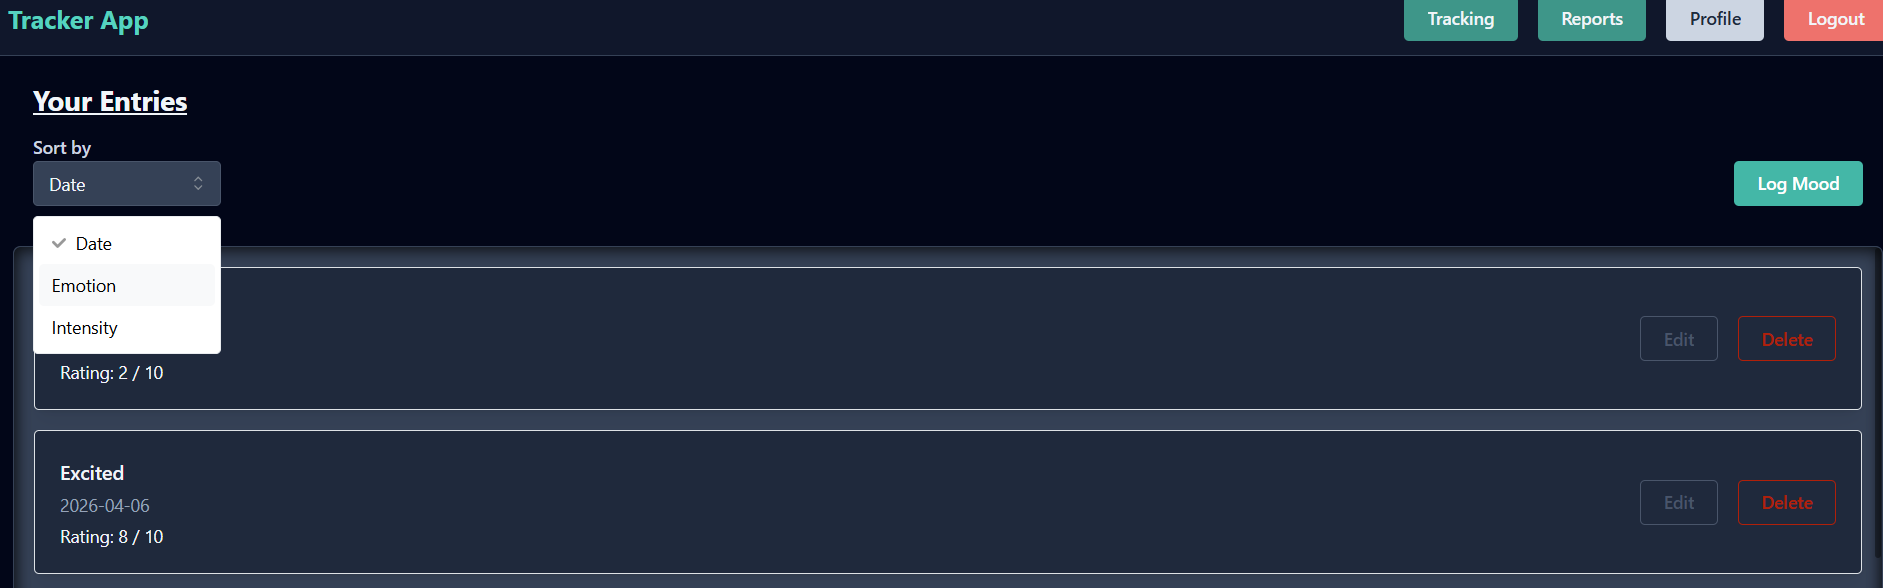 Tracker App
Tracking Reports Profile Logout
Your Entries
Sort by
Date
Log Mood
Date
Emotion
Intensity
Edit Delete
Rating: 2 / 10
Excited
2026-04-06
Rating: 8 / 10
Edit Delete